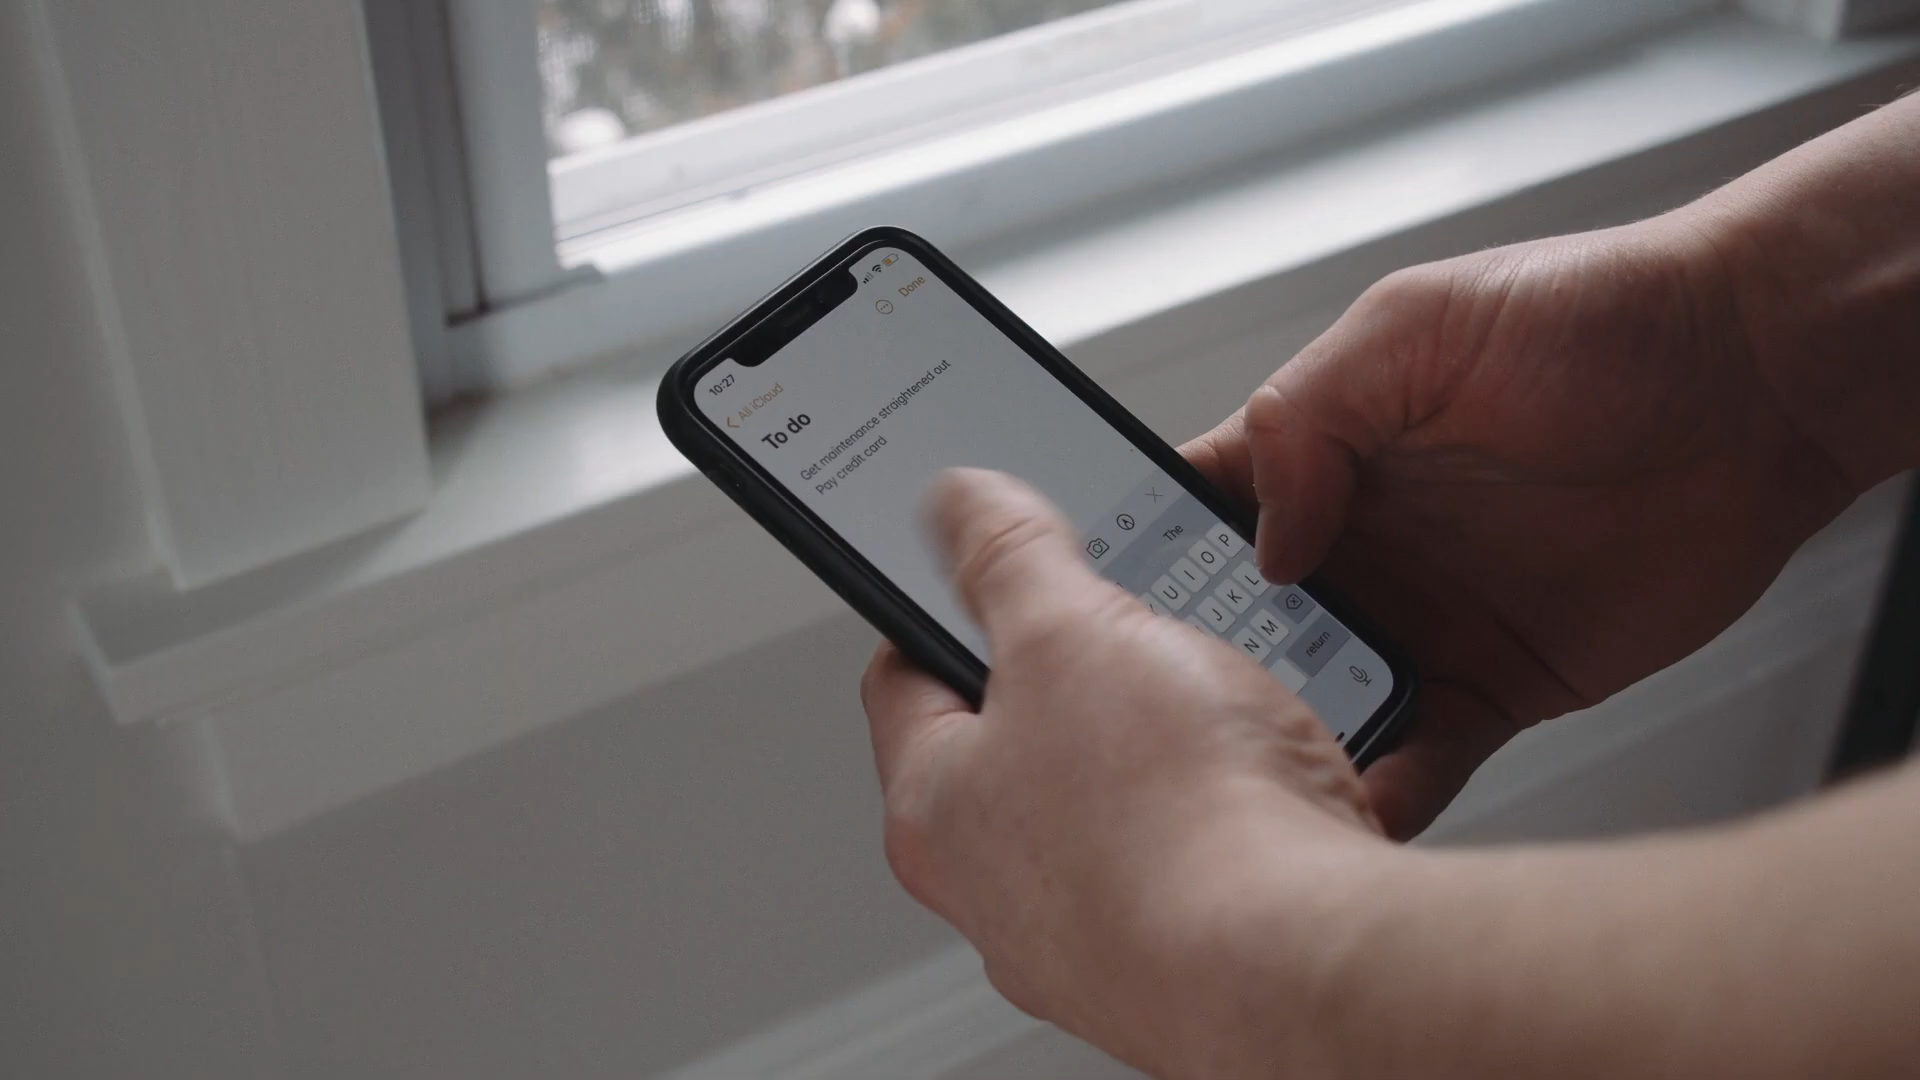 10:27
All iCloud
Done
To do
Get maintenance straightened out
Pay credit card
The
U I O P
J K L
N M
return